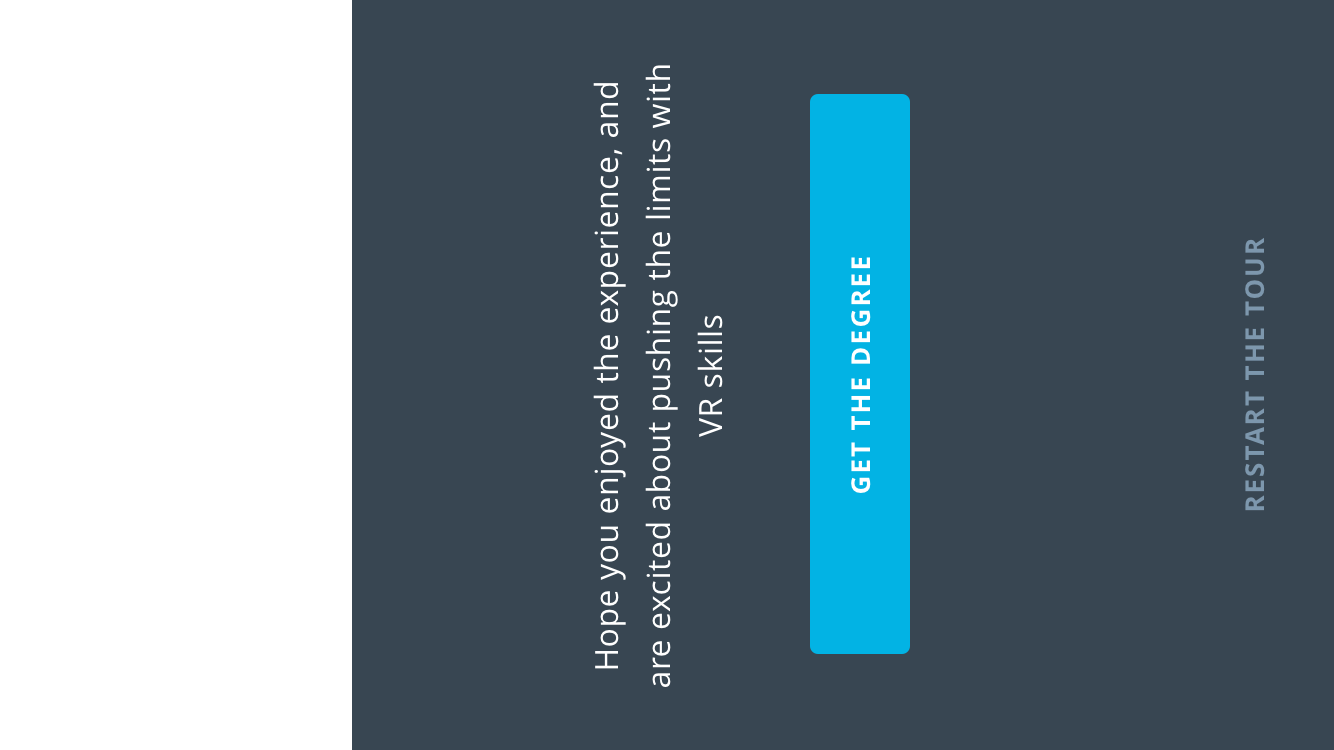 Hope you enjoyed the experience, and
are excited about pushing the limits with
VR skills
GET THE DEGREE
RESTART THE TOUR